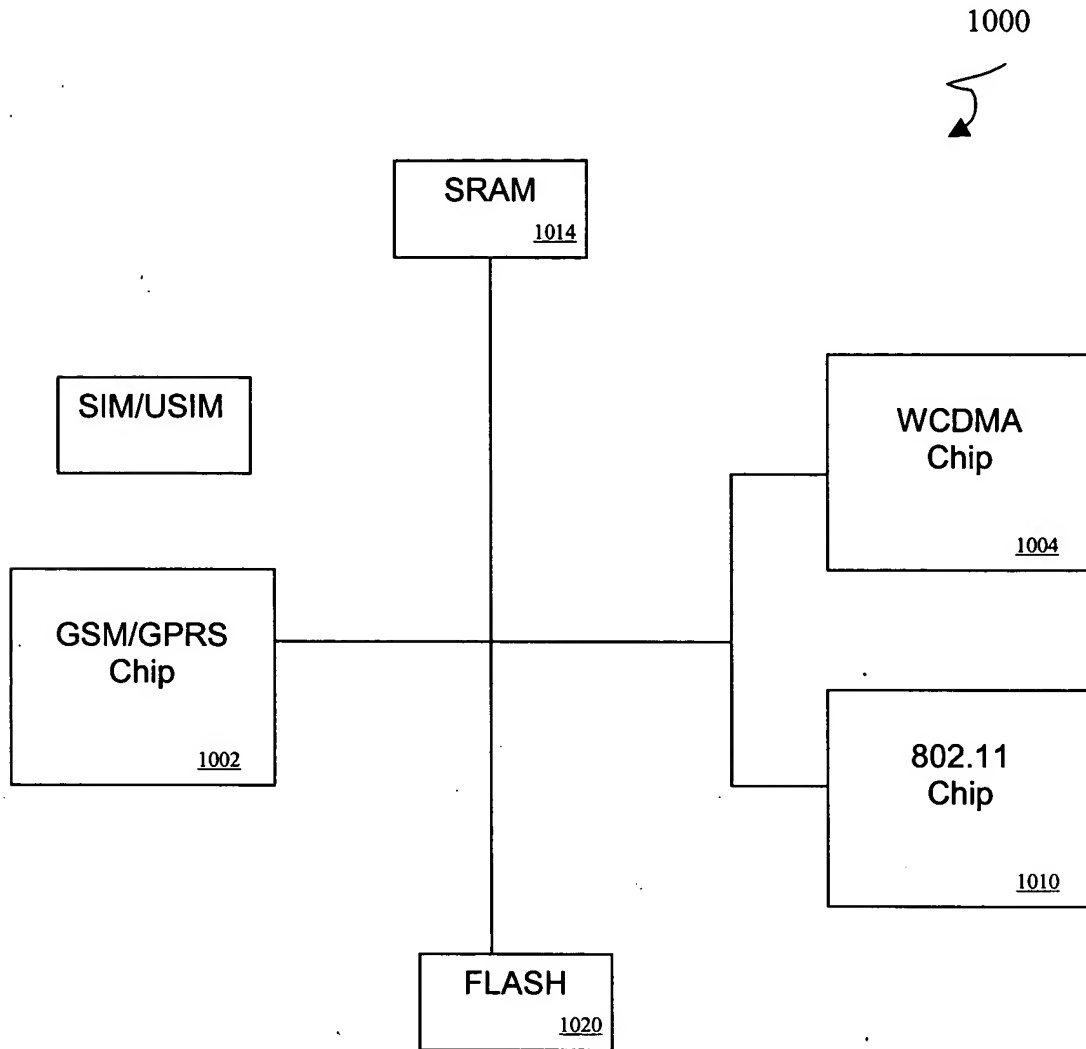 1000
SRAM
1014
SIM/USIM
WCDMA
Chip
1004
GSM/GPRS
Chip
1002
802.11
Chip
1010
FLASH
1020